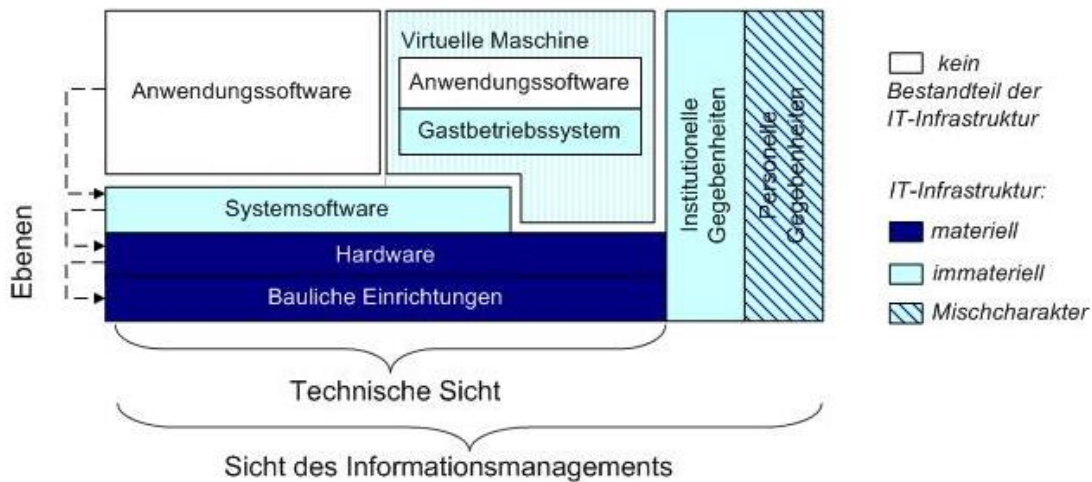 Anwendungssoftware
Virtuelle Maschine
Anwendungssoftware
Gastbetriebssystem
Systemsoftware
Hardware
Bauliche Einrichtungen
Ebenen
Institutionelle
Gegebenheiten
Personelle
Gegebenheiten
kein
Bestandteil der
IT-Infrastruktur
IT-Infrastruktur:
materiell
immateriell
Mischcharakter
Technische Sicht
Sicht des Informationsmanagements